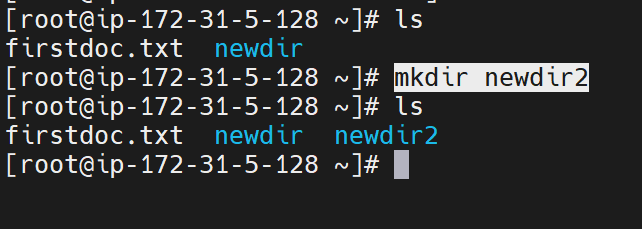 [root@ip-172-31-5-128 ~]# ls
firstdoc.txt  newdir
[root@ip-172-31-5-128 ~]# mkdir newdir2
[root@ip-172-31-5-128 ~]# ls
firstdoc.txt  newdir  newdir2
[root@ip-172-31-5-128 ~]#